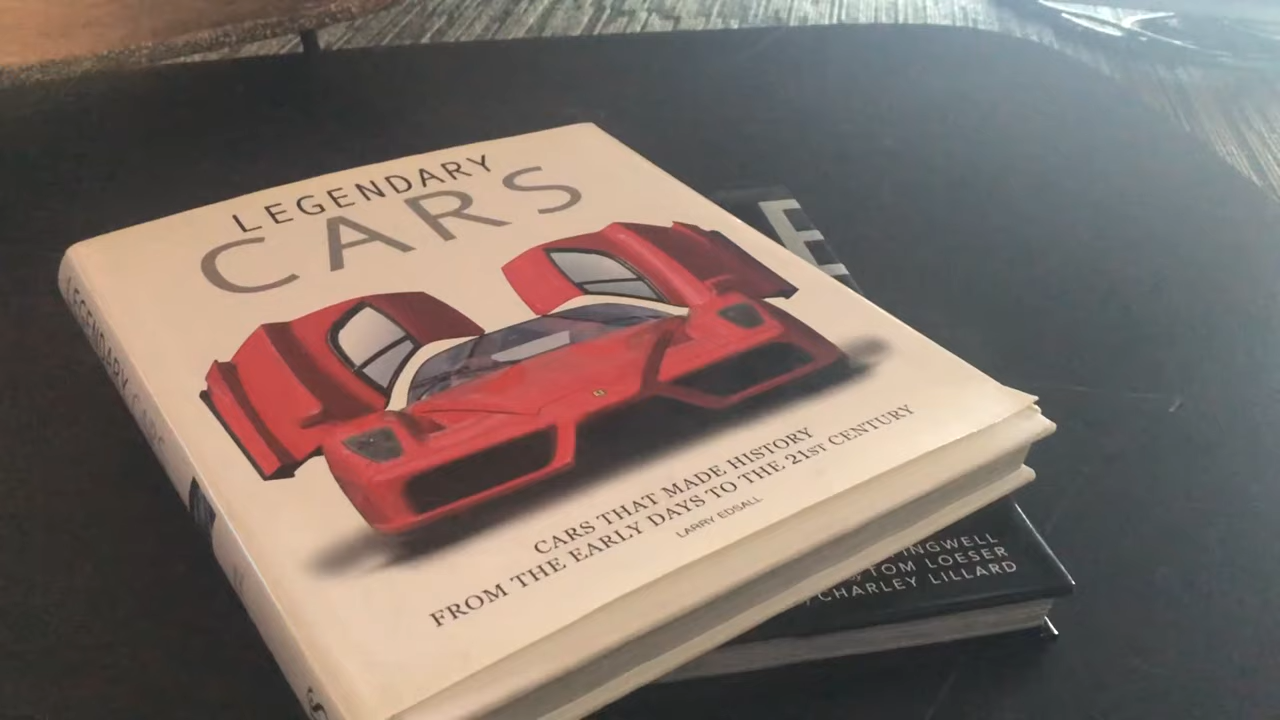 LEGENDARY
CARS
CARS THAT MADE HISTORY
FROM THE EARLY DAYS TO THE 21ST CENTURY
LARRY EDSALL
LEGENDARY CARS
E
INGWELL
TOM LOESER
CHARLEY LILLARD